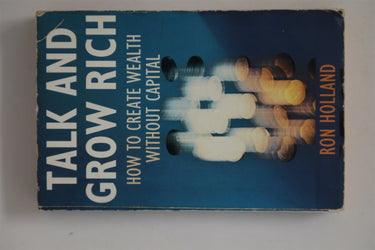 TALK AND
GROW RICH
HOW TO CREATE WEALTH
WITHOUT CAPITAL
RON HOLLAND